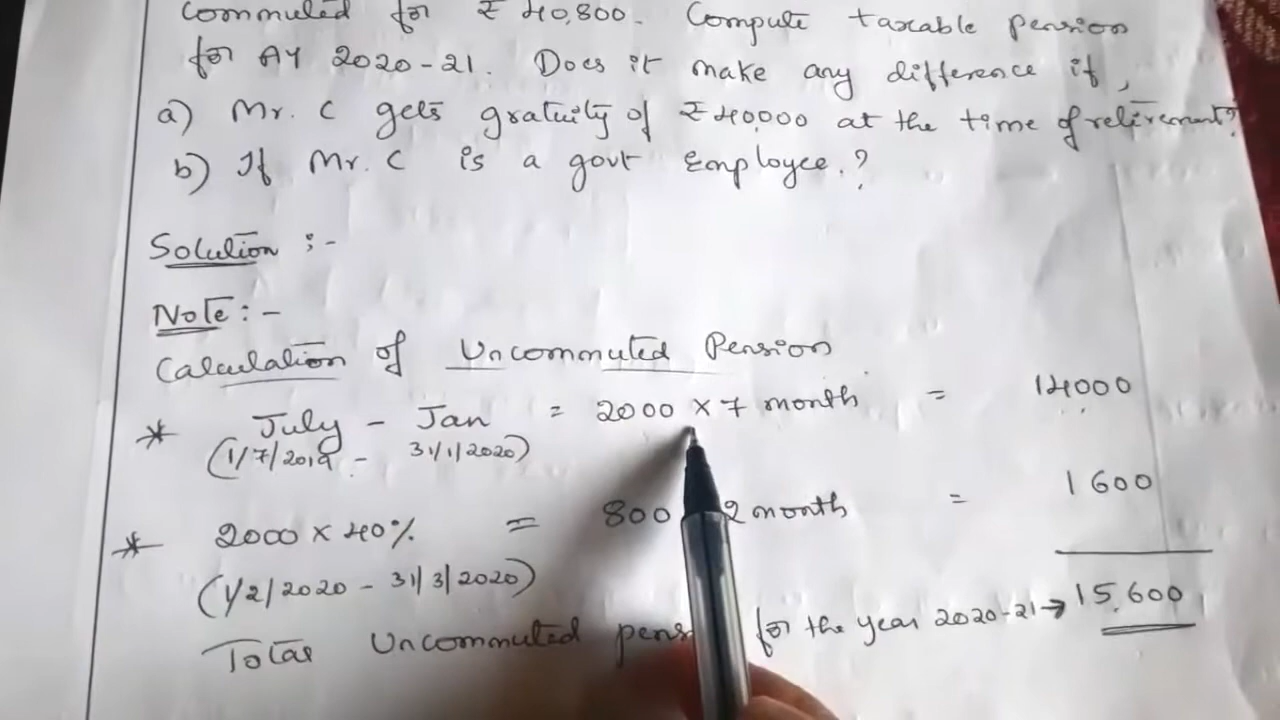 Commuted for ₹ 40,800. Compute taxable pension
for AY 2020-21. Does it make any difference if,
a) Mr. C gets gratuity of ₹ 40000 at the time of retirement?
b) If Mr. C is a govt Employee.?
Solution :-
Note :-
Calculation of Uncommuted Pension
* July - Jan = 2000 × 7 month = 14000
(1/7/2019 - 31/1/2020)
* 2000 × 40% = 800 2 month = 1600
(1/2/2020 - 31/3/2020)
Total Uncommuted for the year 2020-21→ 15,600